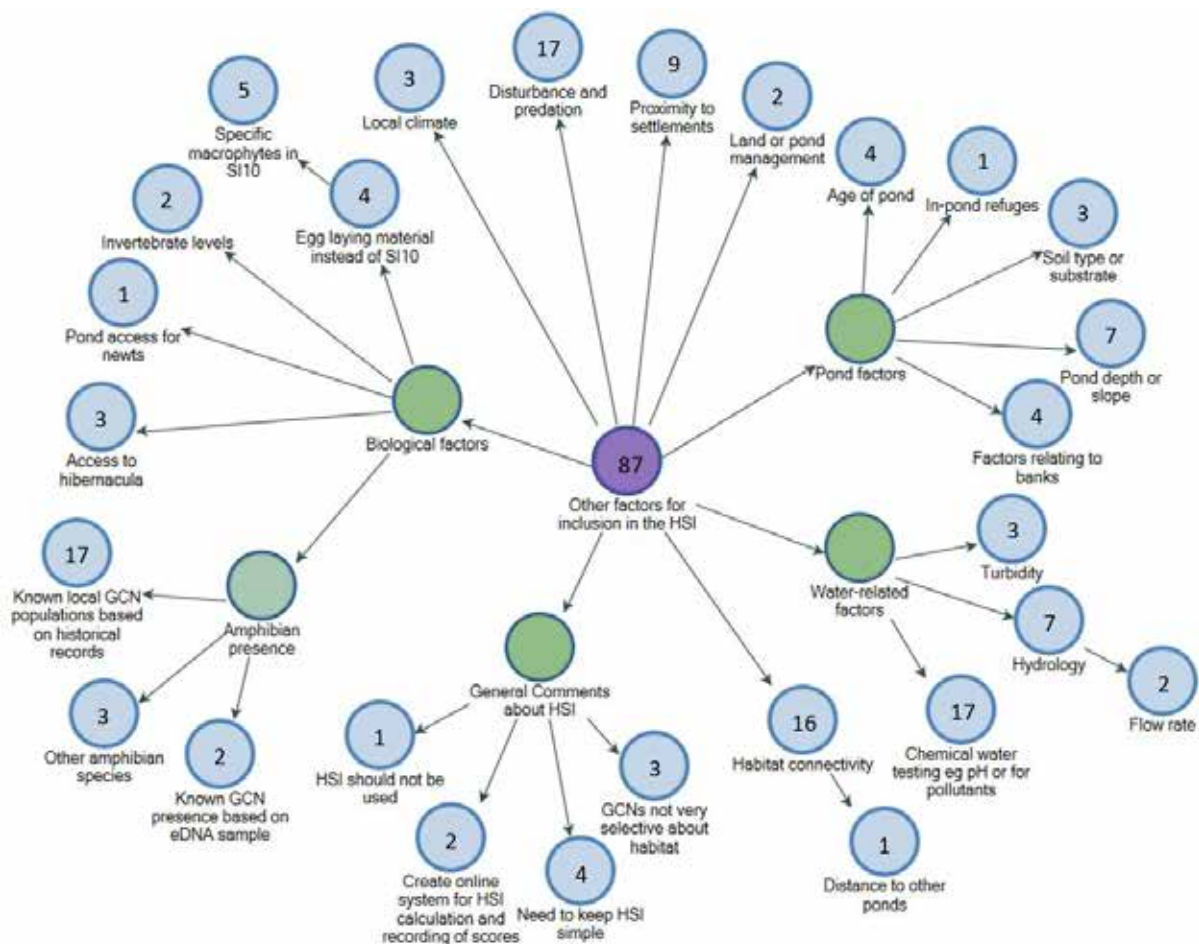 17
Disturbance and
predation
9
Proximity to
settlements
3
Local climate
2
Land or pond
management
5
Specific
macrophytes in
SI10
4
Egg laying material
instead of SI10
2
Invertebrate levels
1
Pond access for
newts
3
Access to
hibernacula
Biological factors
4
Age of pond
1
In-pond refuges
3
Soil type or
substrate
7
Pond depth or
slope
4
Factors relating to
banks
Pond factors
87
Other factors for
inclusion in the HSI
17
Known local GCN
populations based
on historical
records
Amphibian
presence
3
Other amphibian
species
2
Known GCN
presence based on
eDNA sample
General Comments
about HSI
1
HSI should not be
used
2
Create online
system for HSI
calculation and
recording of scores
4
Need to keep HSI
simple
3
GCNs not very
selective about
habitat
16
Habitat connectivity
1
Distance to other
ponds
Water-related
factors
3
Turbidity
7
Hydrology
2
Flow rate
17
Chemical water
testing eg pH or for
pollutants